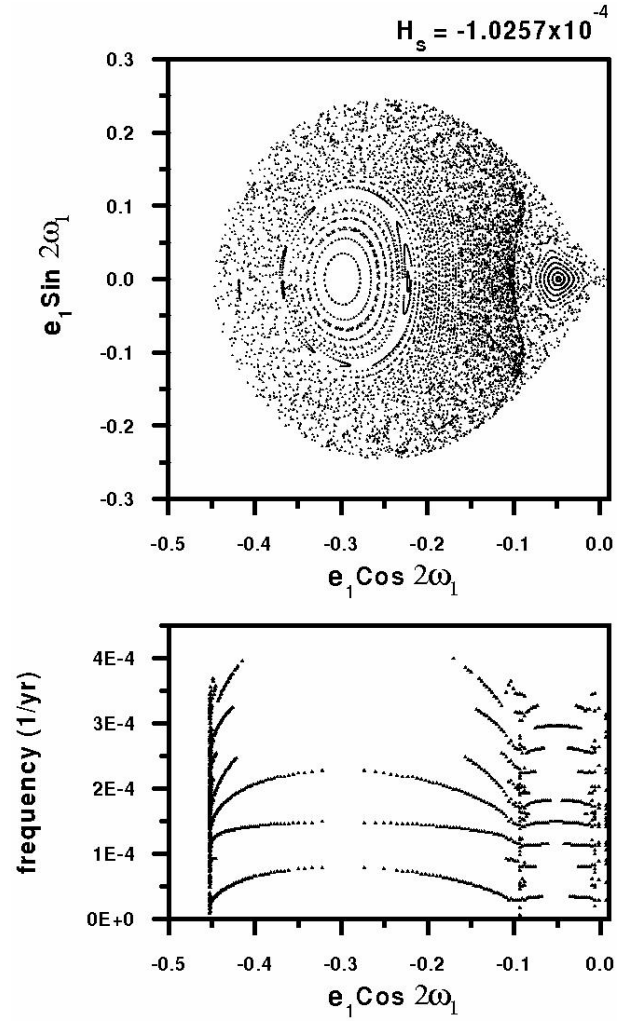 H_s = -1.0257x10^-4
0.3
0.2
0.1
0.0
-0.1
-0.2
-0.3
e_1 Sin 2ω_1
-0.5 -0.4 -0.3 -0.2 -0.1 0.0
e_1 Cos 2ω_1
4E-4
3E-4
2E-4
1E-4
0E+0
frequency (1/yr)
-0.5 -0.4 -0.3 -0.2 -0.1 0.0
e_1 Cos 2ω_1